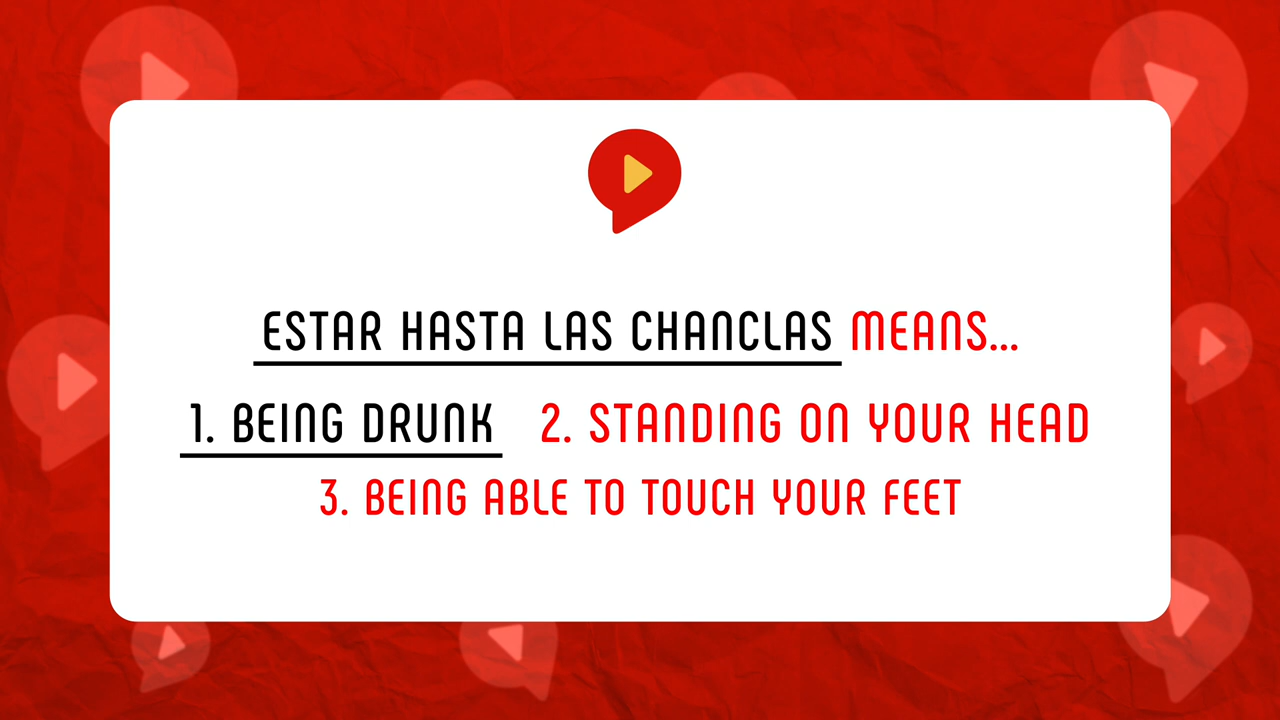 ESTAR HASTA LAS CHANCLAS MEANS...
1. BEING DRUNK 2. STANDING ON YOUR HEAD
3. BEING ABLE TO TOUCH YOUR FEET